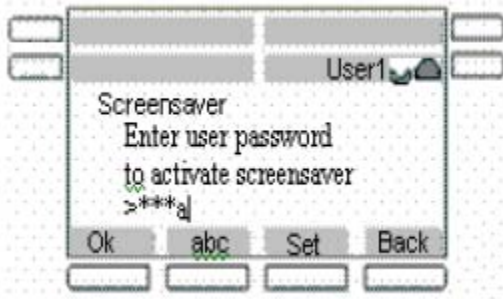 User1
Screensaver
Enter user password
to activate screensaver
>***a
Ok abc Set Back